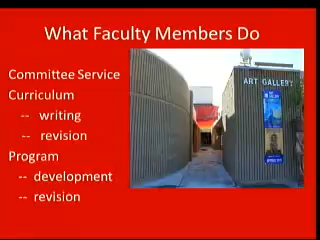 What Faculty Members Do
Committee Service
Curriculum
-- writing
-- revision
Program
-- development
-- revision
ART GALLERY